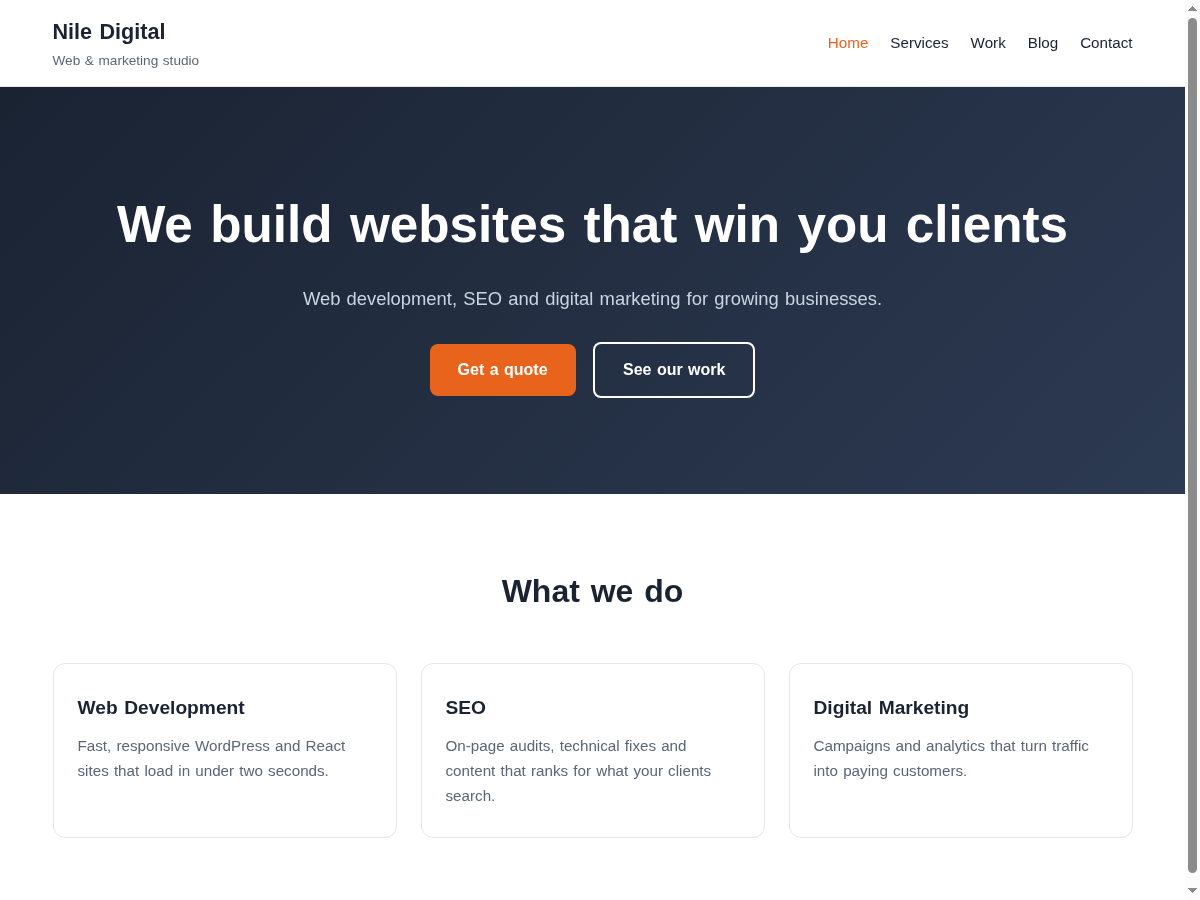 Nile Digital
Web & marketing studio
Home
Services
Work
Blog
Contact
We build websites that win you clients
Web development, SEO and digital marketing for growing businesses.
Get a quote
See our work
What we do
Web Development
Fast, responsive WordPress and React
sites that load in under two seconds.
SEO
On-page audits, technical fixes and
content that ranks for what your clients
search.
Digital Marketing
Campaigns and analytics that turn traffic
into paying customers.